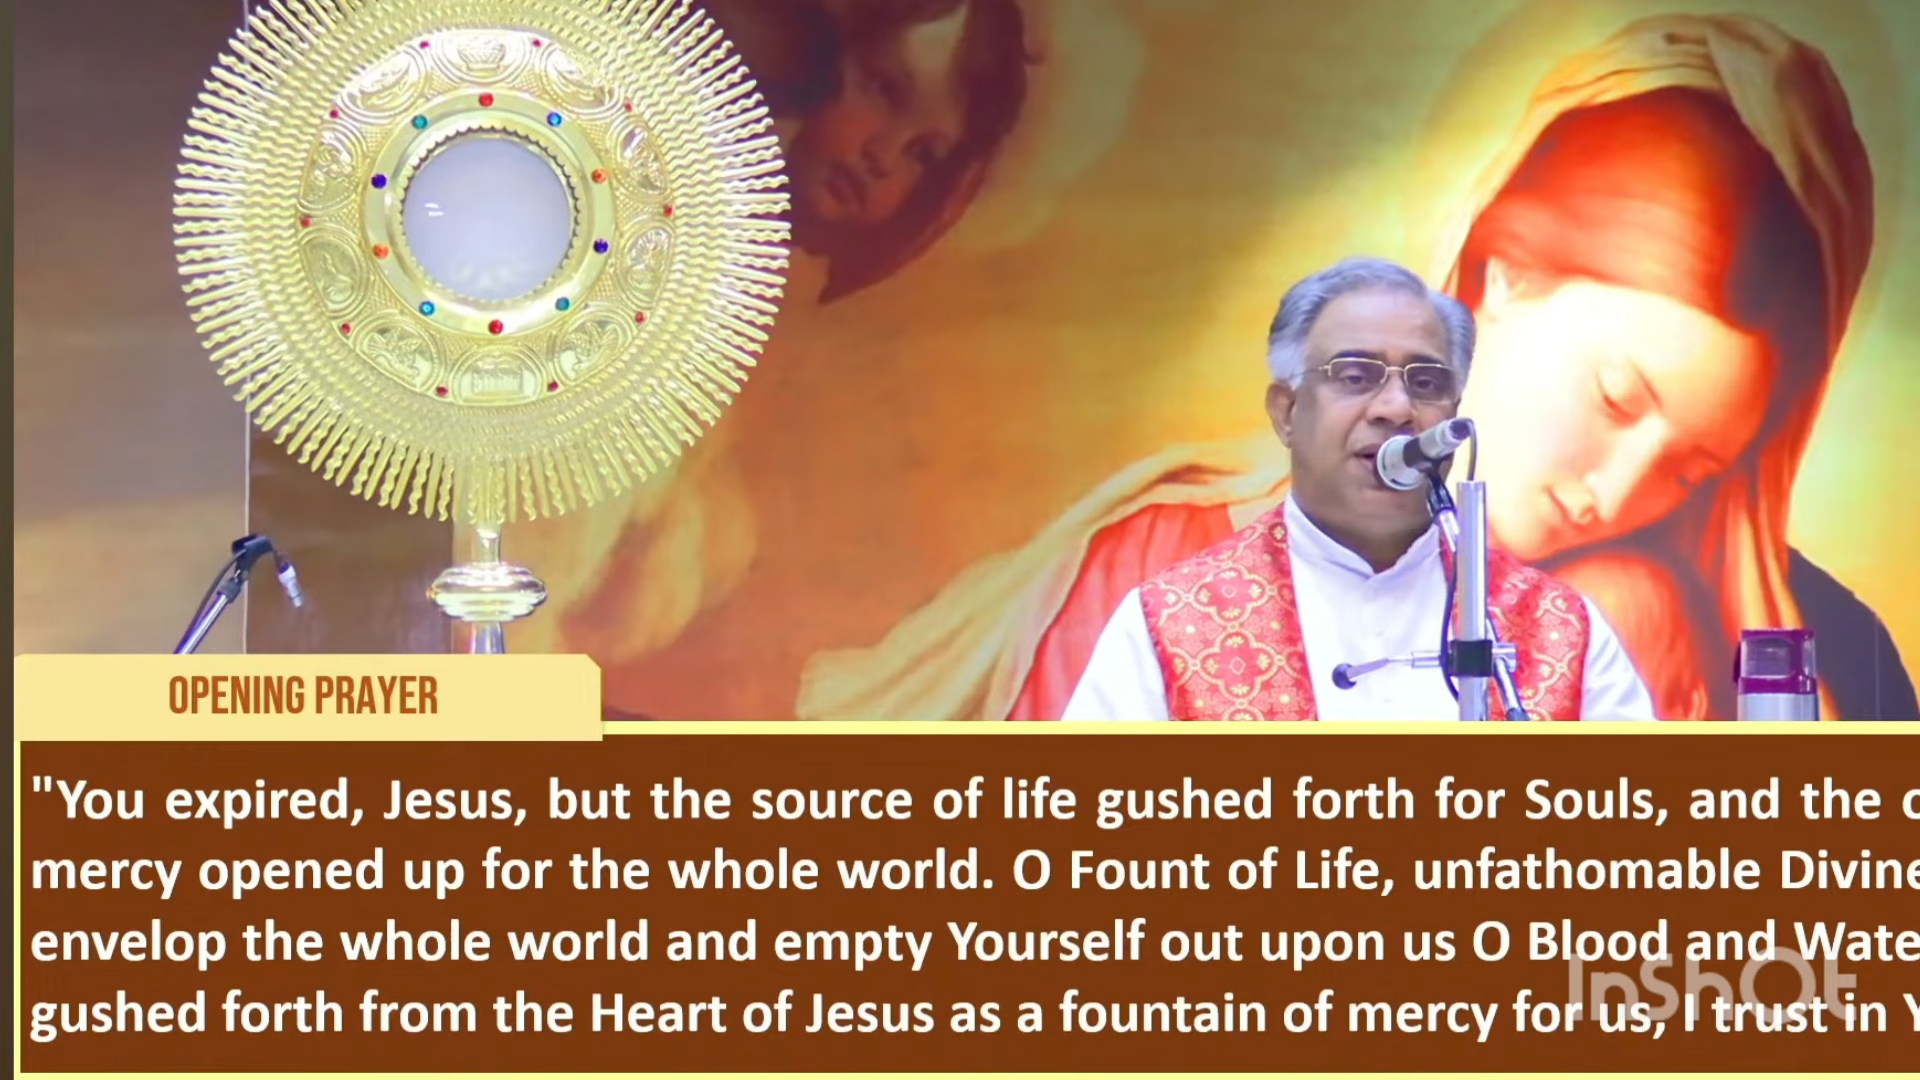 OPENING PRAYER
"You expired, Jesus, but the source of life gushed forth for Souls, and the
mercy opened up for the whole world. O Fount of Life, unfathomable Divine
envelop the whole world and empty Yourself out upon us O Blood and Wate
gushed forth from the Heart of Jesus as a fountain of mercy for us, I trust in Y
InShOt